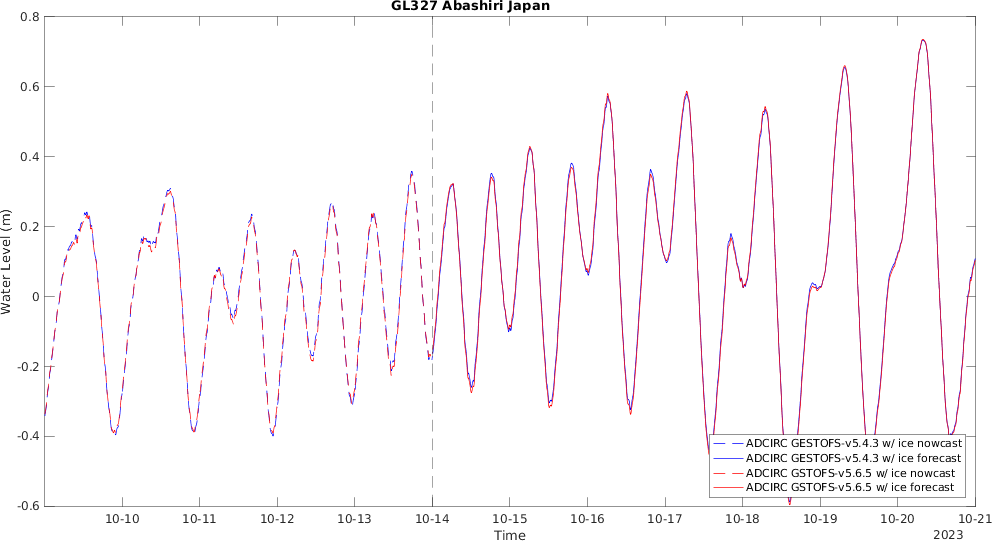 GL327 Abashiri Japan
Water Level (m)
0.8
0.6
0.4
0.2
0
-0.2
-0.4
-0.6
ADCIRC GESTOFS-v5.4.3 w/ ice nowcast
ADCIRC GESTOFS-v5.4.3 w/ ice forecast
ADCIRC GSTOFS-v5.6.5 w/ ice nowcast
ADCIRC GSTOFS-v5.6.5 w/ ice forecast
10-10 10-11 10-12 10-13 10-14 10-15 10-16 10-17 10-18 10-19 10-20 10-21
Time
2023